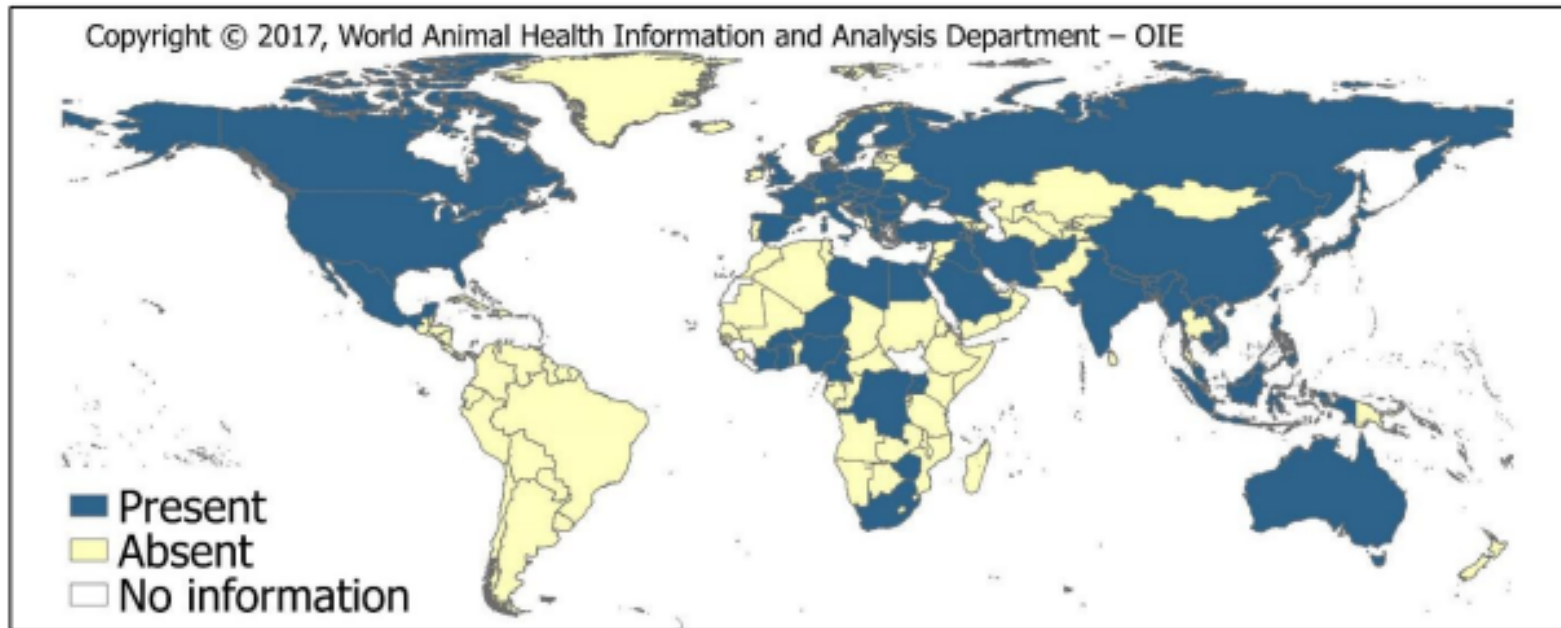 Copyright © 2017, World Animal Health Information and Analysis Department – OIE
Present
Absent
No information